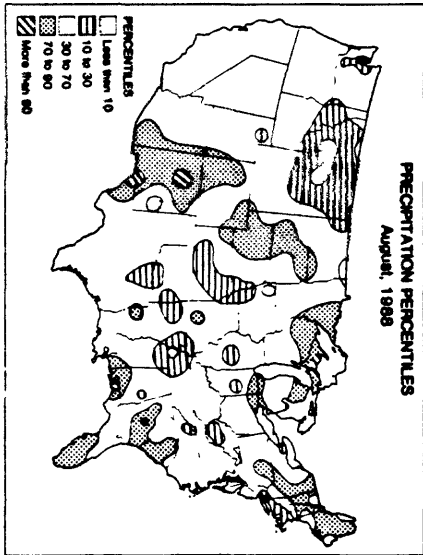 PRECIPITATION PERCENTILES
August, 1988
PERCENTILES
Less than 10
10 to 30
30 to 70
70 to 90
More than 90